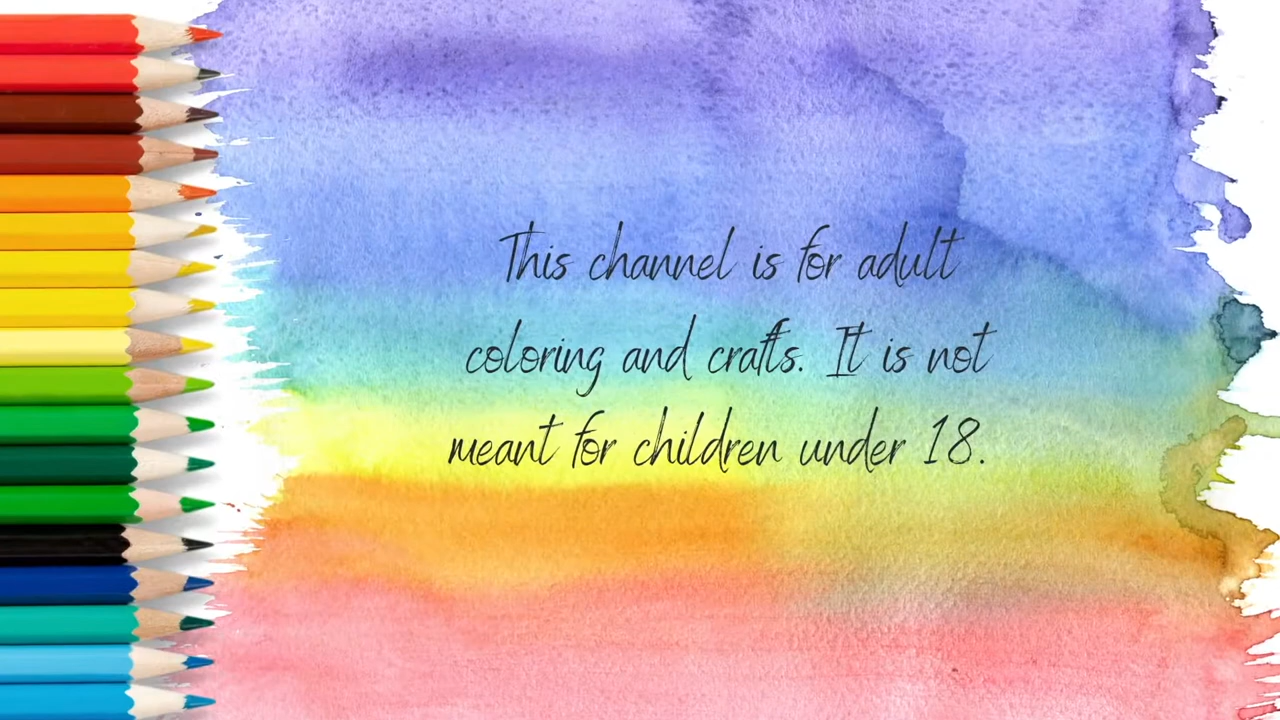 This channel is for adult
coloring and crafts. It is not
meant for children under 18.